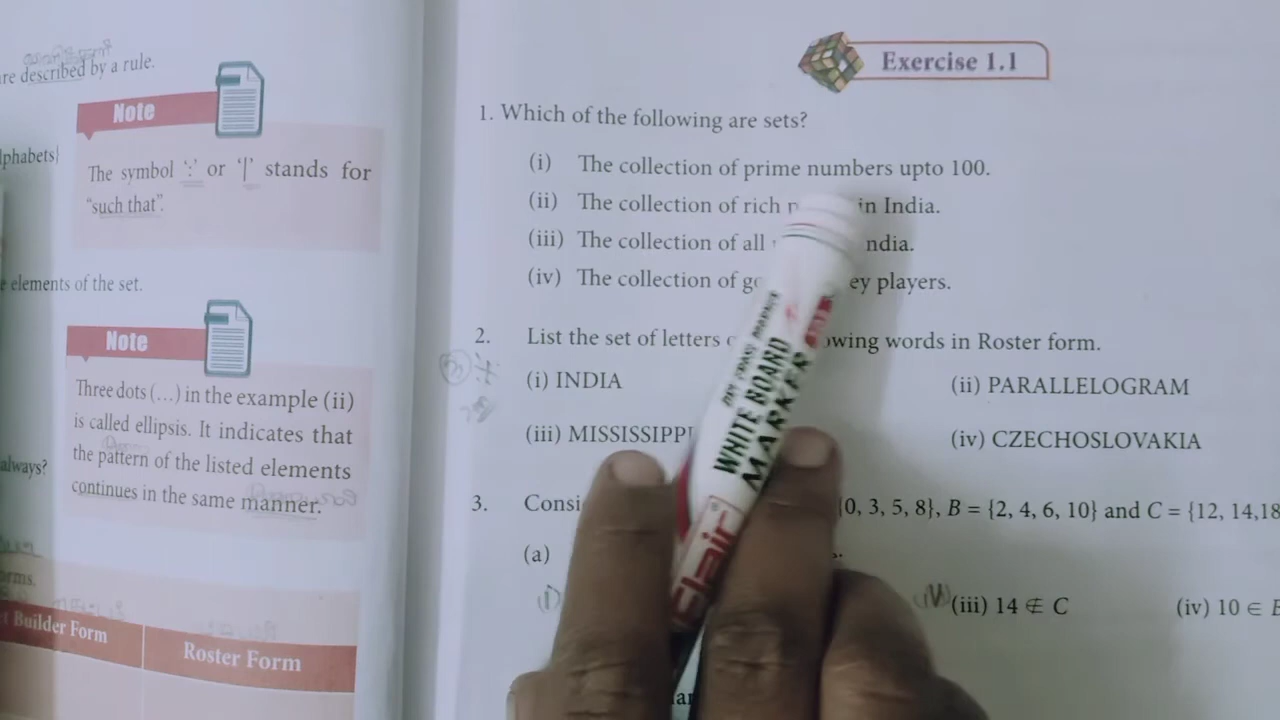 are described by a rule.
Note
lphabets}
The symbol ':' or '|' stands for
"such that".
e elements of the set.
Note
Three dots (...) in the example (ii)
is called ellipsis. It indicates that
the pattern of the listed elements
continues in the same manner.
always?
orms.
t Builder Form
Roster Form
Exercise 1.1
1. Which of the following are sets?
(i) The collection of prime numbers upto 100.
(ii) The collection of rich in India.
(iii) The collection of all ndia.
(iv) The collection of ey players.
2. List the set of letters owing words in Roster form.
(i) INDIA
(ii) PARALLELOGRAM
(iii) MISSISSIPPI
(iv) CZECHOSLOVAKIA
3. Consi {0, 3, 5, 8}, B = {2, 4, 6, 10} and C = {12, 14,18
(a)
(i)
(iii) 14 ∉ C
(iv) 10 ∈ B
WHITE BOARD
MARKER
flair